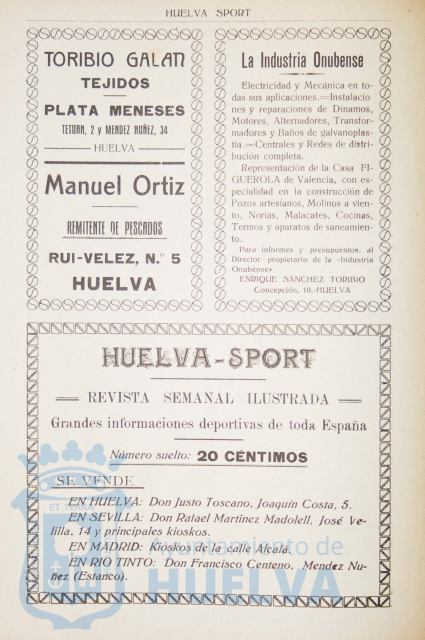 HUELVA SPORT
TORIBIO GALAN
TEJIDOS
PLATA MENESES
TETUÁN, 2 y MENDEZ NUÑEZ, 34
HUELVA
Manuel Ortiz
REMITENTE DE PESCADOS
RUI-VELEZ, N.º 5
HUELVA
La Industria Onubense
Electricidad y Mecánica en to-
das sus aplicaciones.=Instalacio-
nes y reparaciones de Dinamos,
Motores, Alternadores, Transfor-
madores y Baños de galvanoplas-
tia.=Centrales y Redes de distri-
bución completa.
Representación de la Casa FI-
GUEROLA de Valencia, con es-
pecialidad en la construcción de
Pozos artesianos, Molinos a vien-
to, Norias, Malacates, Cocinas,
Termos y aparatos de saneamien-
to.
Para informes y presupuestos, al
Director-propietario de la «Industria
Onubense»
ENRIQUE SANCHEZ TORIBIO
Concepción, 10.-HUELVA
HUELVA-SPORT
REVISTA SEMANAL ILUSTRADA
Grandes informaciones deportivas de toda España
Número suelto: 20 CÉNTIMOS
SE VENDE
EN HUELVA: Don Justo Toscano, Joaquín Costa, 5.
EN SEVILLA: Don Rafael Martinez Madolell, José Ve-
lilla, 14 y principales kioskos.
EN MADRID: Kioskos de la calle Alcalá.
EN RIO TINTO: Don Francisco Centeno, Mendez Nu-
ñez (Estanco).
Ayuntamiento de
HUELVA